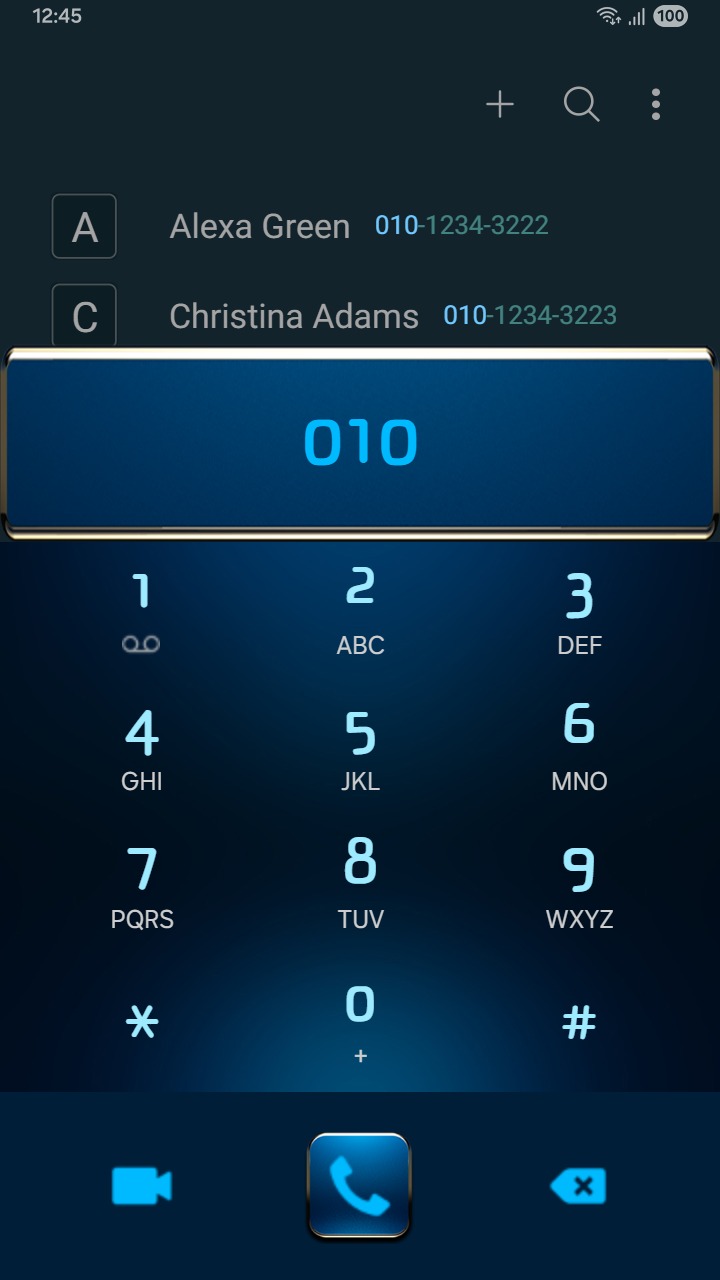 12:45 100
A Alexa Green 010-1234-3222
C Christina Adams 010-1234-3223
010
1 2 3
ABC DEF
4 5 6
GHI JKL MNO
7 8 9
PQRS TUV WXYZ
* 0 #
+